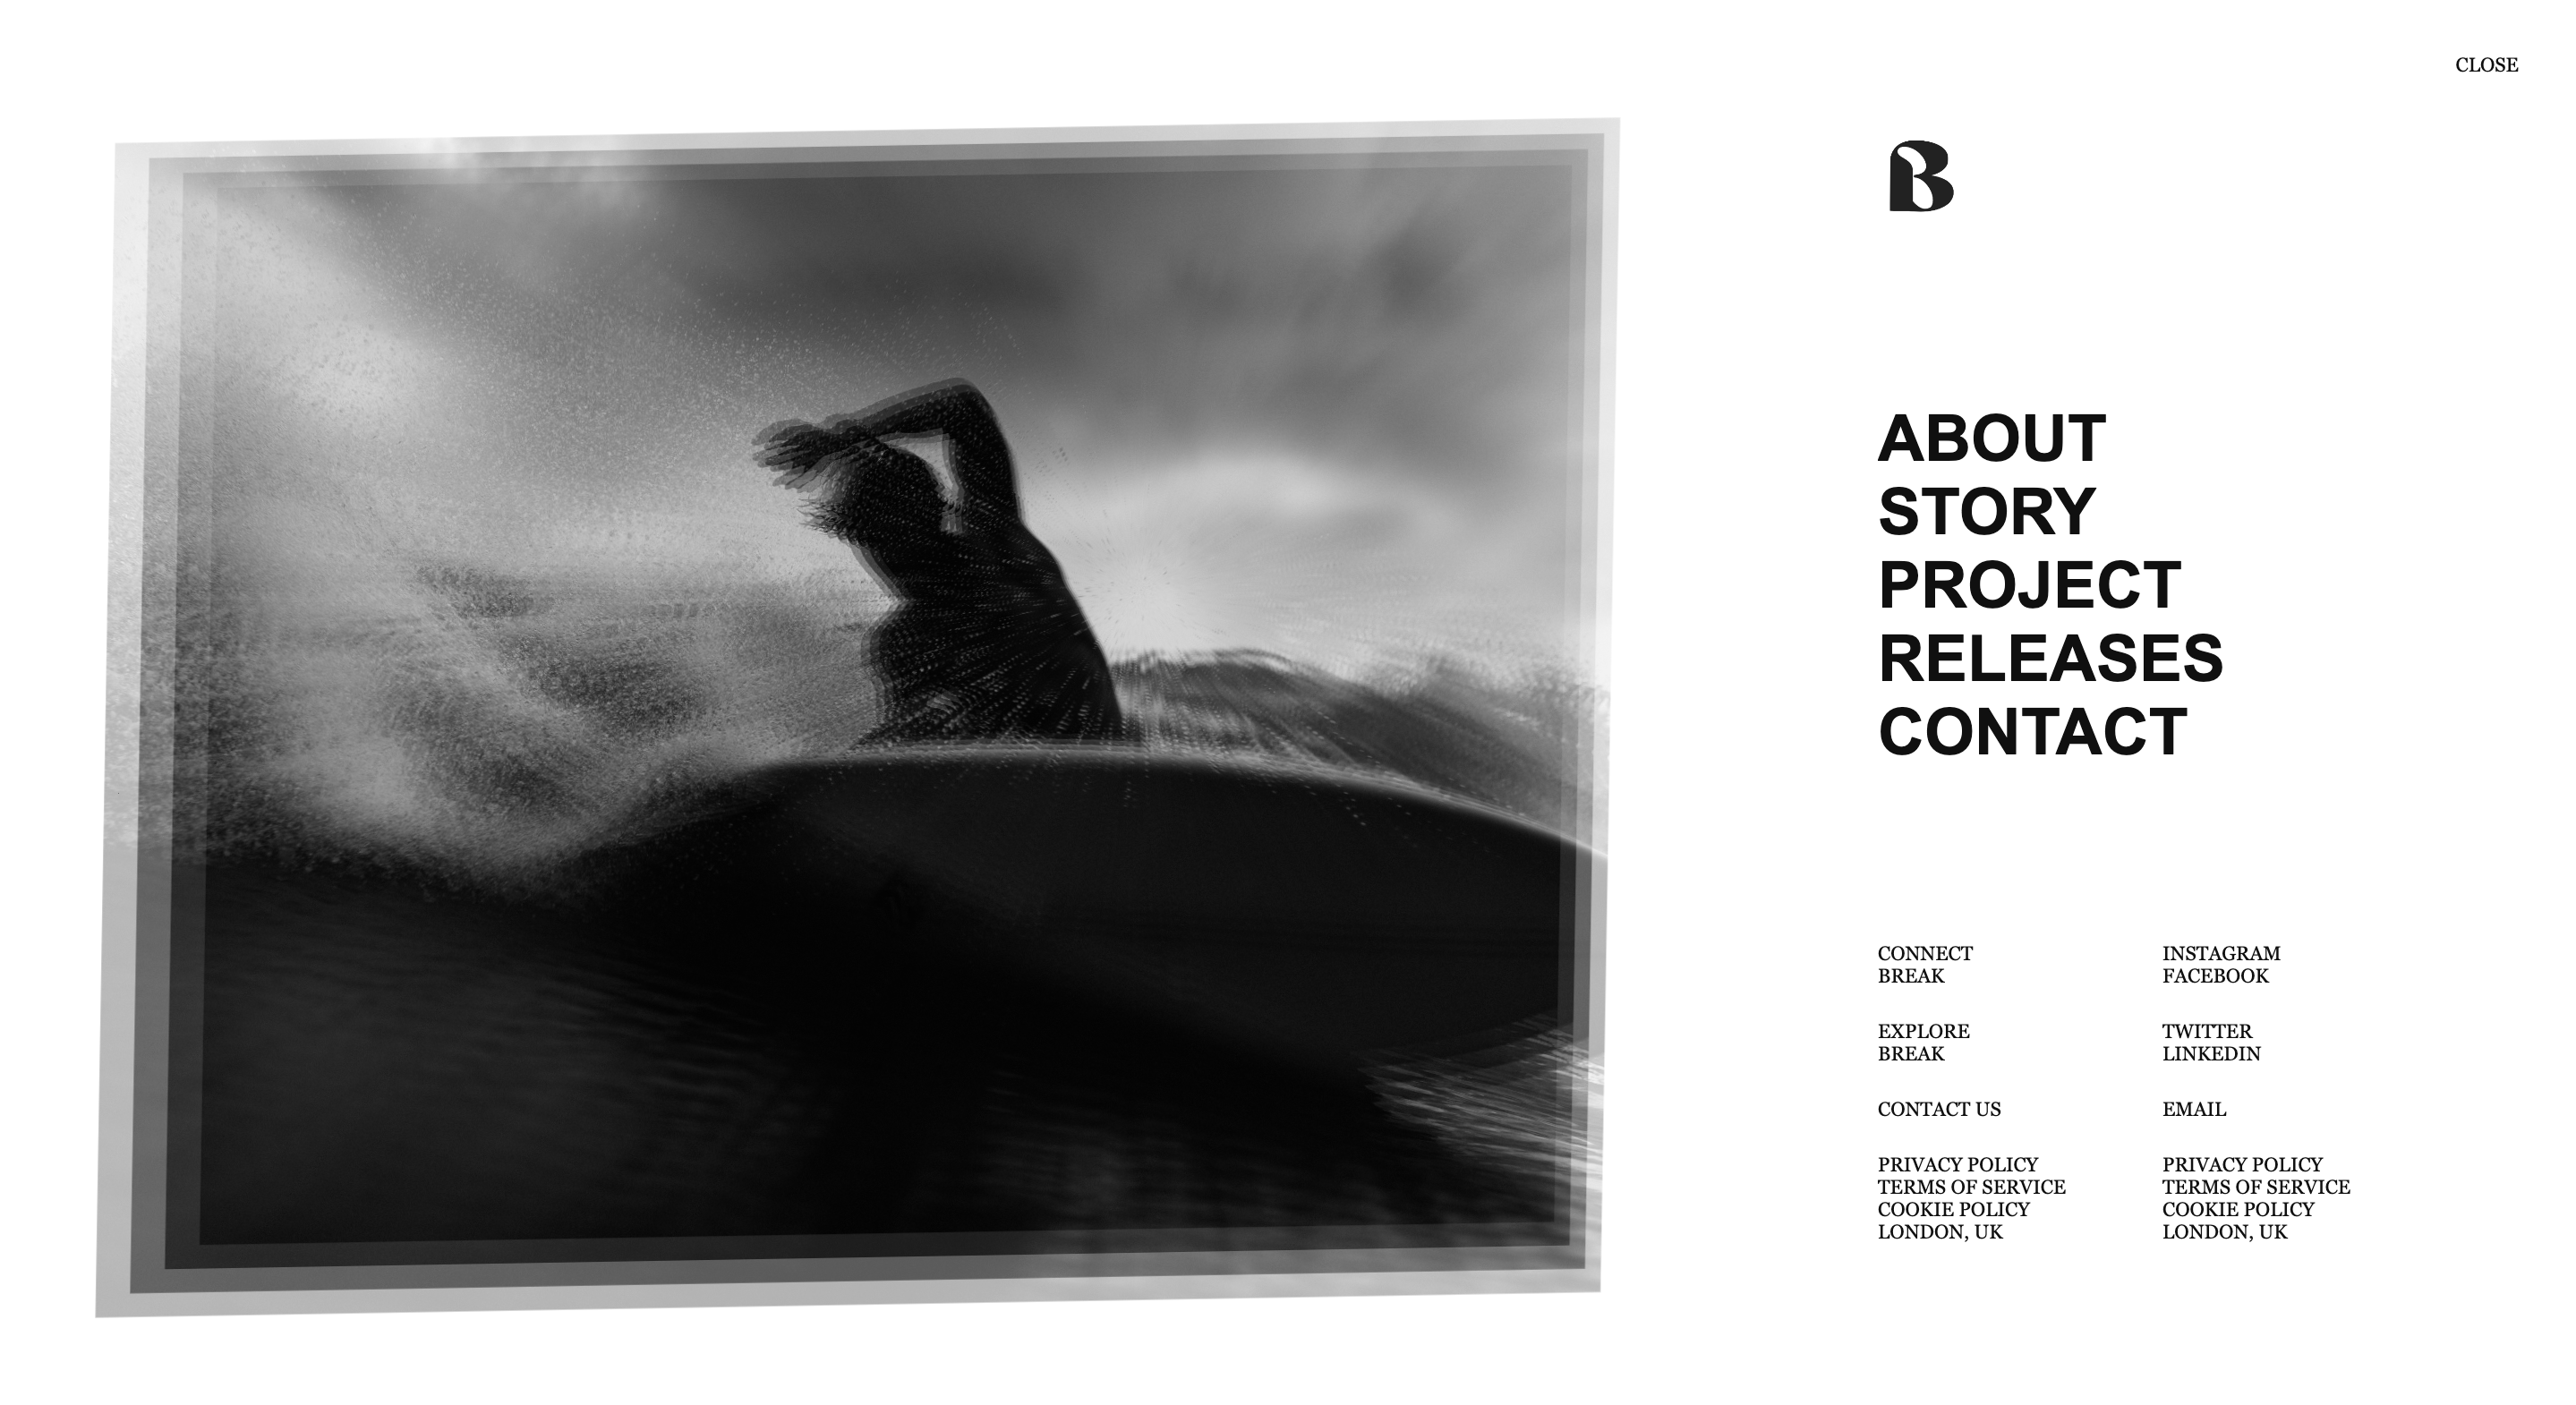 CLOSE
B
ABOUT
STORY
PROJECT
RELEASES
CONTACT
CONNECT
BREAK
EXPLORE
BREAK
CONTACT US
PRIVACY POLICY
TERMS OF SERVICE
COOKIE POLICY
LONDON, UK
INSTAGRAM
FACEBOOK
TWITTER
LINKEDIN
EMAIL
PRIVACY POLICY
TERMS OF SERVICE
COOKIE POLICY
LONDON, UK